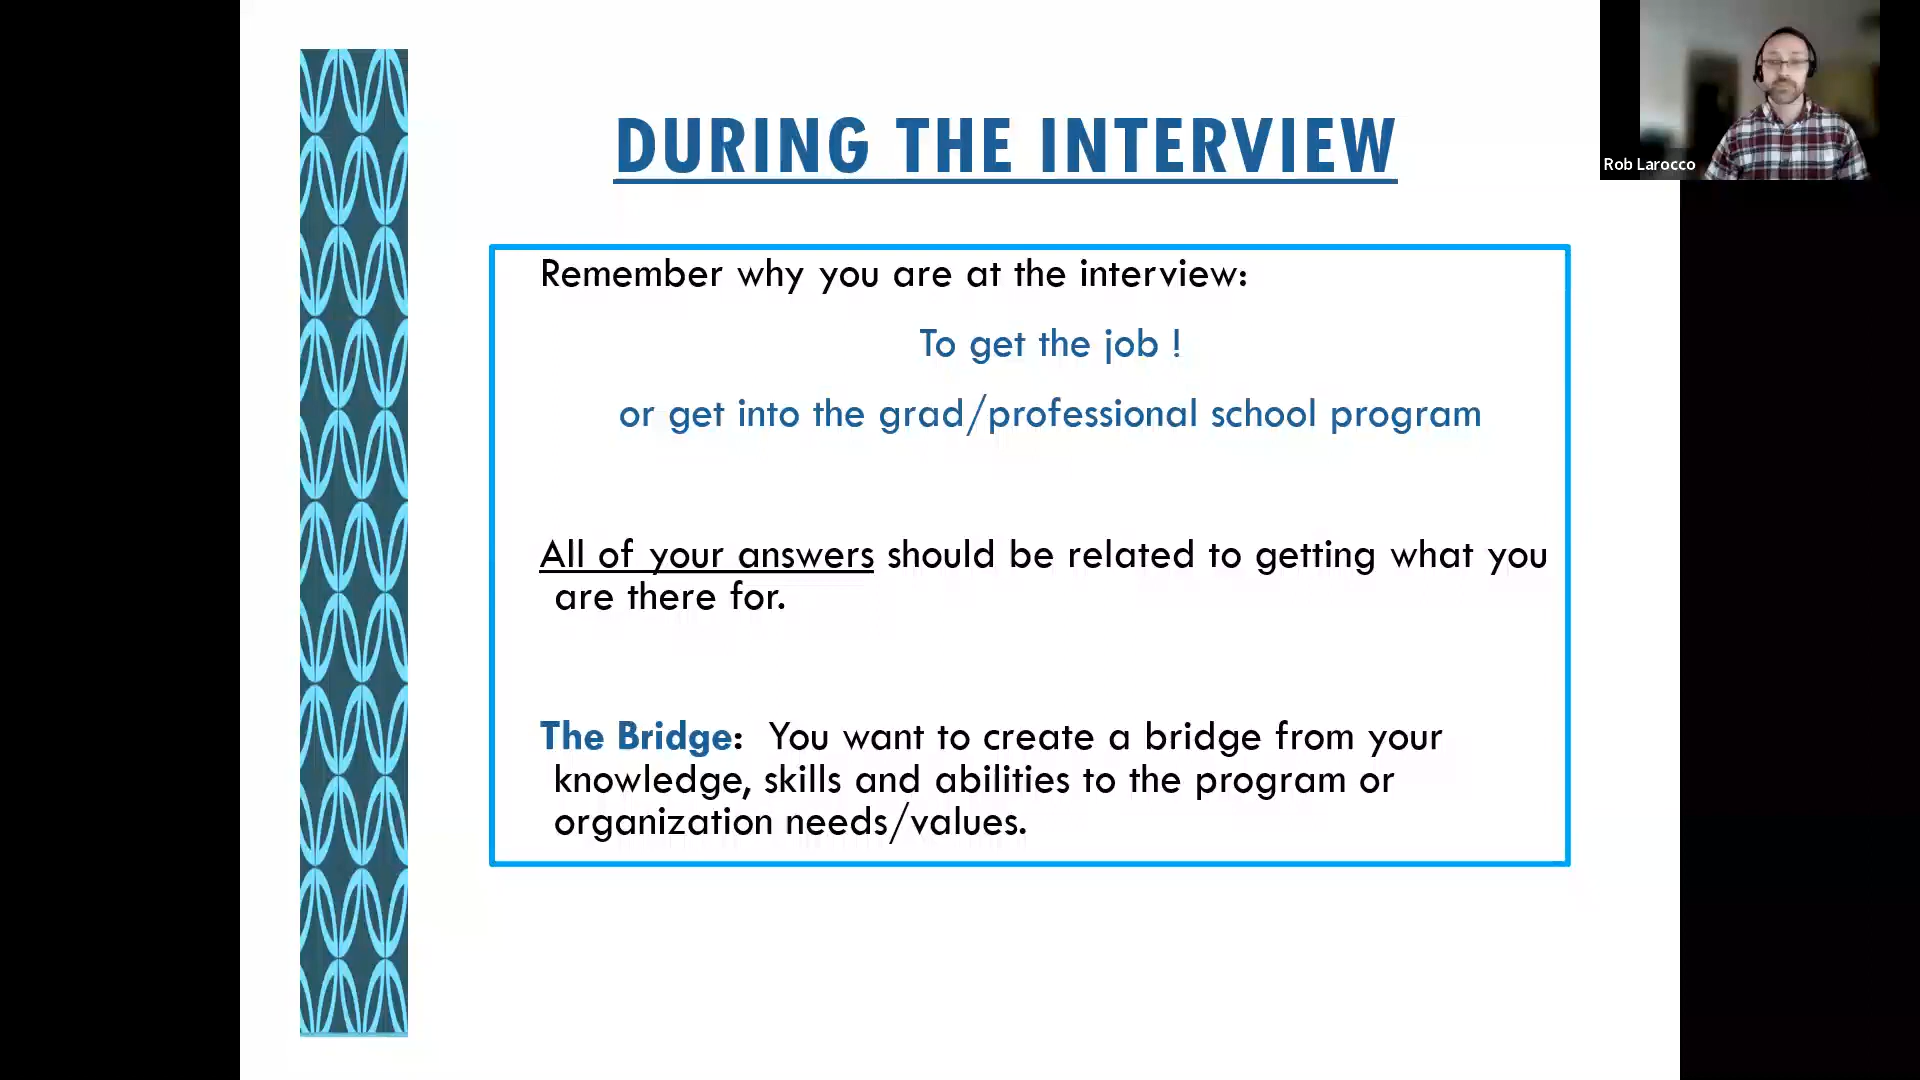 DURING THE INTERVIEW
Rob Larocco
Remember why you are at the interview:
To get the job !
or get into the grad/professional school program
All of your answers should be related to getting what you
are there for.
The Bridge: You want to create a bridge from your
knowledge, skills and abilities to the program or
organization needs/values.